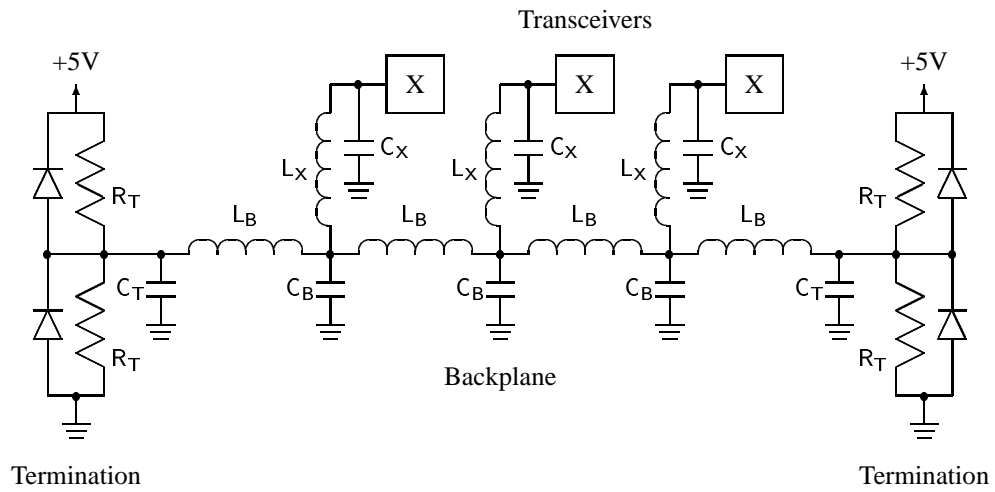 Transceivers
+5V
+5V
X
X
X
C_X
C_X
C_X
L_X
L_X
L_X
R_T
R_T
L_B
L_B
L_B
L_B
C_T
C_B
C_B
C_B
C_T
R_T
R_T
Backplane
Termination
Termination